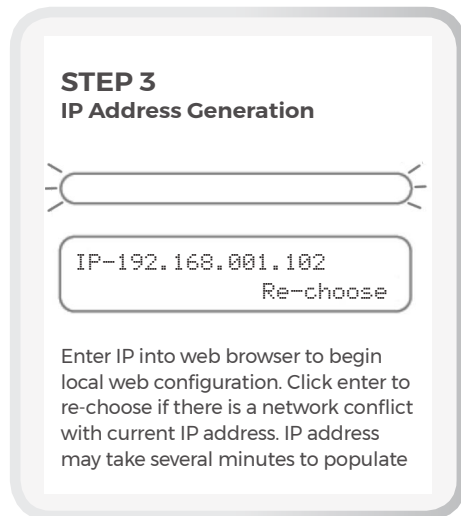 STEP 3
IP Address Generation
IP-192.168.001.102
Re-choose
Enter IP into web browser to begin
local web configuration. Click enter to
re-choose if there is a network conflict
with current IP address. IP address
may take several minutes to populate